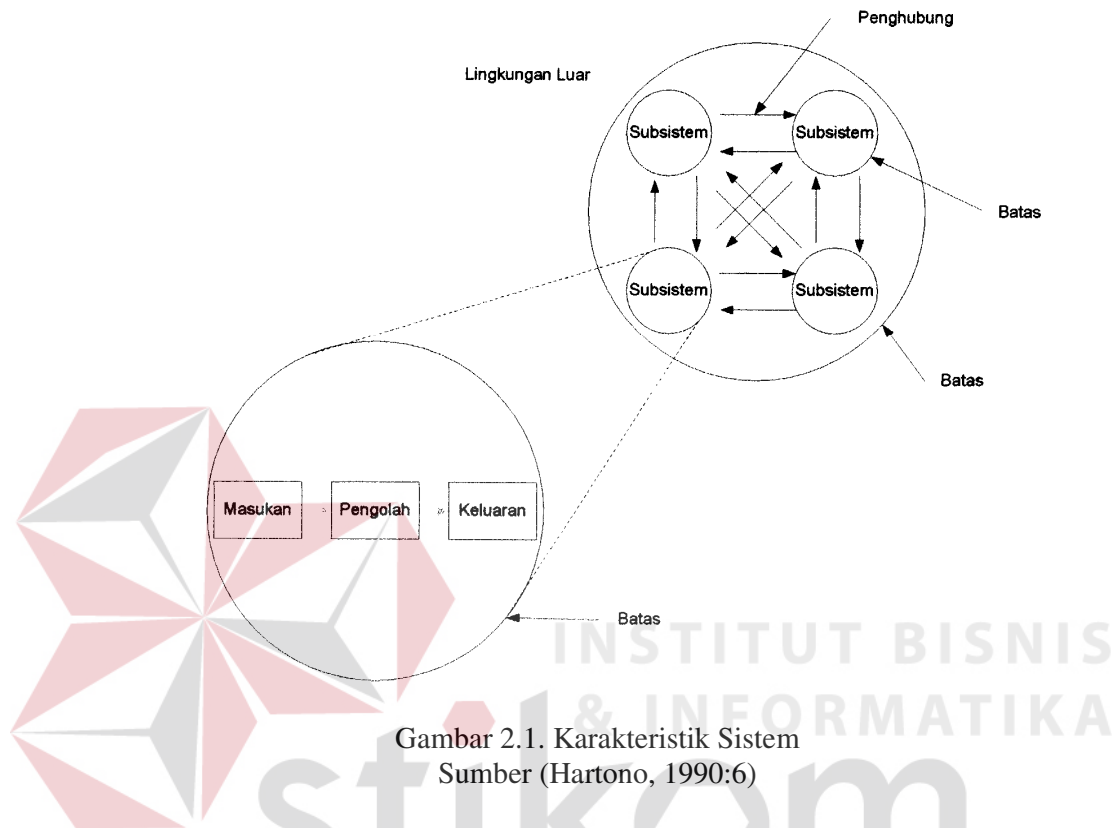 Penghubung
Lingkungan Luar
Subsistem
Subsistem
Batas
Subsistem
Subsistem
Batas
Masukan
Pengolah
Keluaran
Batas
INSTITUT BISNIS
& INFORMATIKA
stikom
Gambar 2.1. Karakteristik Sistem
Sumber (Hartono, 1990:6)